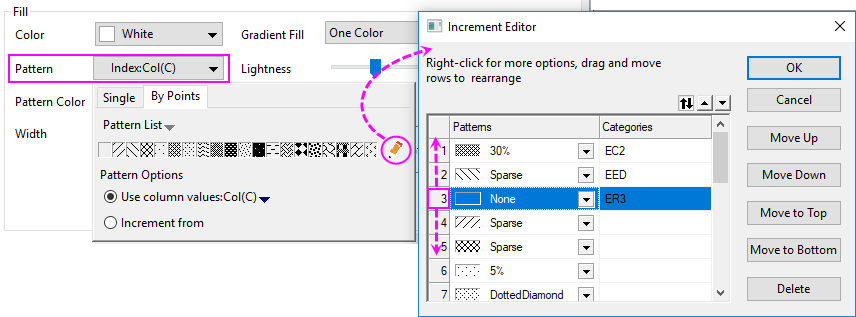 Fill
Color White Gradient Fill One Color
Pattern Index:Col(C) Lightness
Pattern Color
Width
Single By Points
Pattern List
Pattern Options
Use column values:Col(C)
Increment from
Increment Editor
Right-click for more options, drag and move
rows to rearrange
Patterns Categories
1 30% EC2
2 Sparse EED
3 None ER3
4 Sparse
5 Sparse
6 5%
7 DottedDiamond
OK
Cancel
Move Up
Move Down
Move to Top
Move to Bottom
Delete